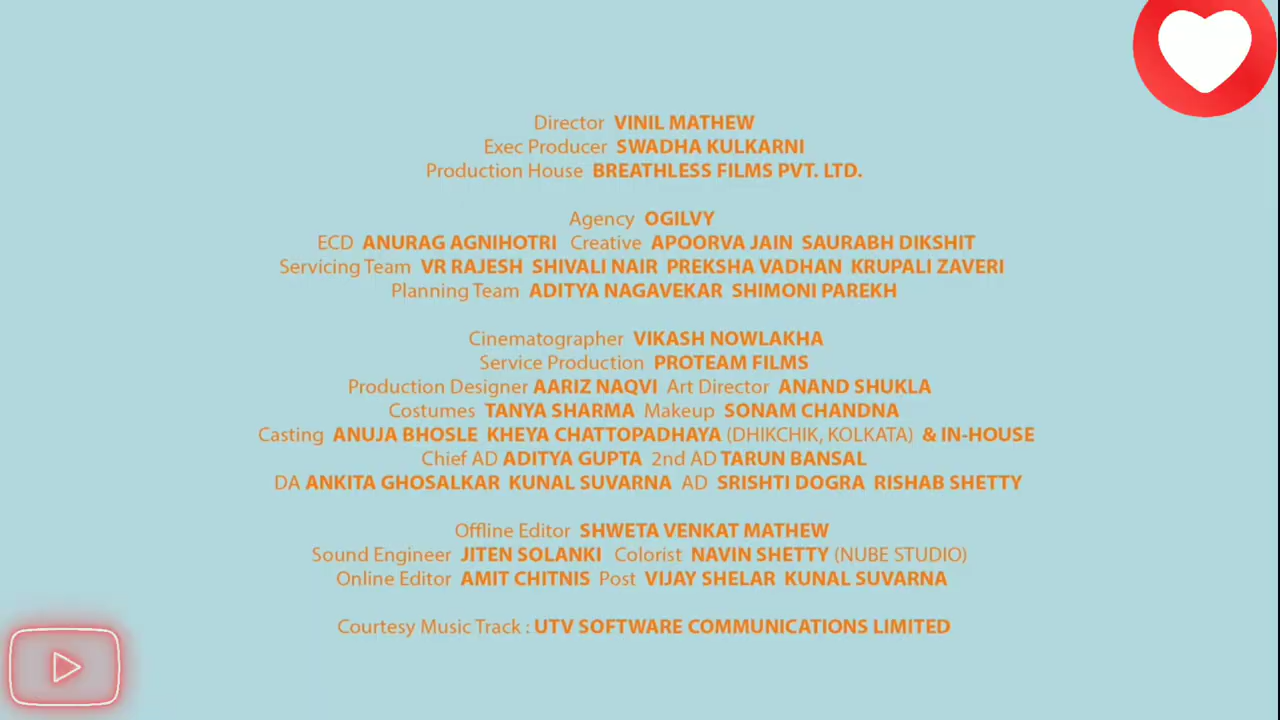 Director VINIL MATHEW
Exec Producer SWADHA KULKARNI
Production House BREATHLESS FILMS PVT. LTD.
Agency OGILVY
ECD ANURAG AGNIHOTRI Creative APOORVA JAIN SAURABH DIKSHIT
Servicing Team VR RAJESH SHIVALI NAIR PREKSHA VADHAN KRUPALI ZAVERI
Planning Team ADITYA NAGAVEKAR SHIMONI PAREKH
Cinematographer VIKASH NOWLAKHA
Service Production PROTEAM FILMS
Production Designer AARIZ NAQVI Art Director ANAND SHUKLA
Costumes TANYA SHARMA Makeup SONAM CHANDNA
Casting ANUJA BHOSLE KHEYA CHATTOPADHAYA (DHIKCHIK, KOLKATA) & IN-HOUSE
Chief AD ADITYA GUPTA 2nd AD TARUN BANSAL
DA ANKITA GHOSALKAR KUNAL SUVARNA AD SRISHTI DOGRA RISHAB SHETTY
Offline Editor SHWETA VENKAT MATHEW
Sound Engineer JITEN SOLANKI Colorist NAVIN SHETTY (NUBE STUDIO)
Online Editor AMIT CHITNIS Post VIJAY SHELAR KUNAL SUVARNA
Courtesy Music Track : UTV SOFTWARE COMMUNICATIONS LIMITED